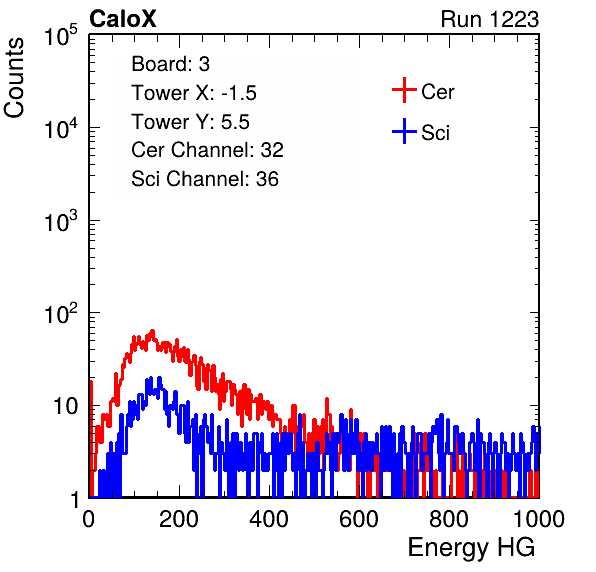 CaloX Run 1223
Counts
10^5
10^4
10^3
10^2
10
1
Board: 3
Tower X: -1.5
Tower Y: 5.5
Cer Channel: 32
Sci Channel: 36
Cer
Sci
0 200 400 600 800 1000
Energy HG